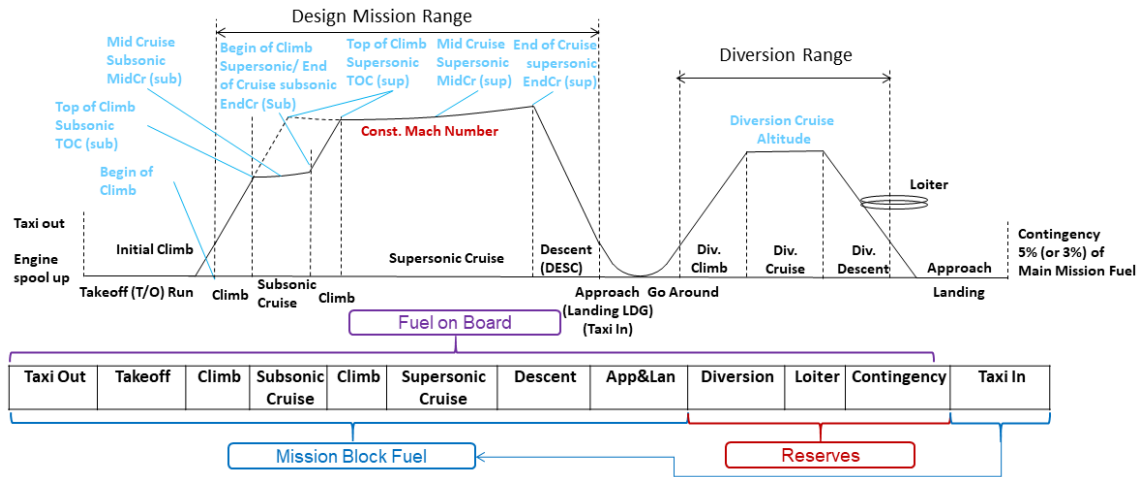 Design Mission Range
Mid Cruise
Subsonic
MidCr (sub)
Begin of Climb
Supersonic/ End
of Cruise subsonic
EndCr (Sub)
Top of Climb
Supersonic
TOC (sup)
Mid Cruise
Supersonic
MidCr (sup)
End of Cruise
supersonic
EndCr (sup)
Diversion Range
Top of Climb
Subsonic
TOC (sub)
Const. Mach Number
Diversion Cruise
Altitude
Begin of
Climb
Loiter
Taxi out
Engine
spool up
Initial Climb
Takeoff (T/O) Run
Climb
Subsonic
Cruise
Climb
Supersonic Cruise
Descent
(DESC)
Approach
(Landing LDG)
(Taxi In)
Go Around
Div.
Climb
Div.
Cruise
Div.
Descent
Approach
Landing
Contingency
5% (or 3%) of
Main Mission Fuel
Fuel on Board
Taxi Out
Takeoff
Climb
Subsonic
Cruise
Climb
Supersonic
Cruise
Descent
App&Lan
Diversion
Loiter
Contingency
Taxi In
Mission Block Fuel
Reserves